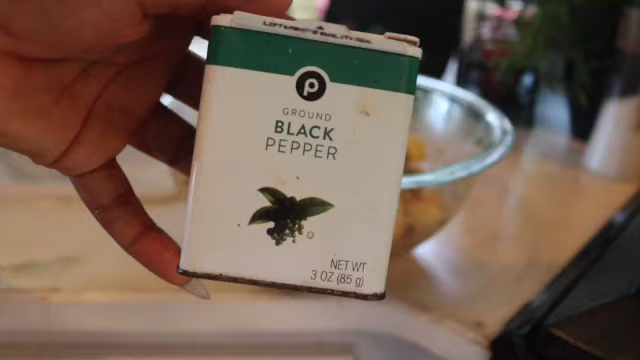 P
GROUND
BLACK
PEPPER
NET WT
3 OZ (85 g)